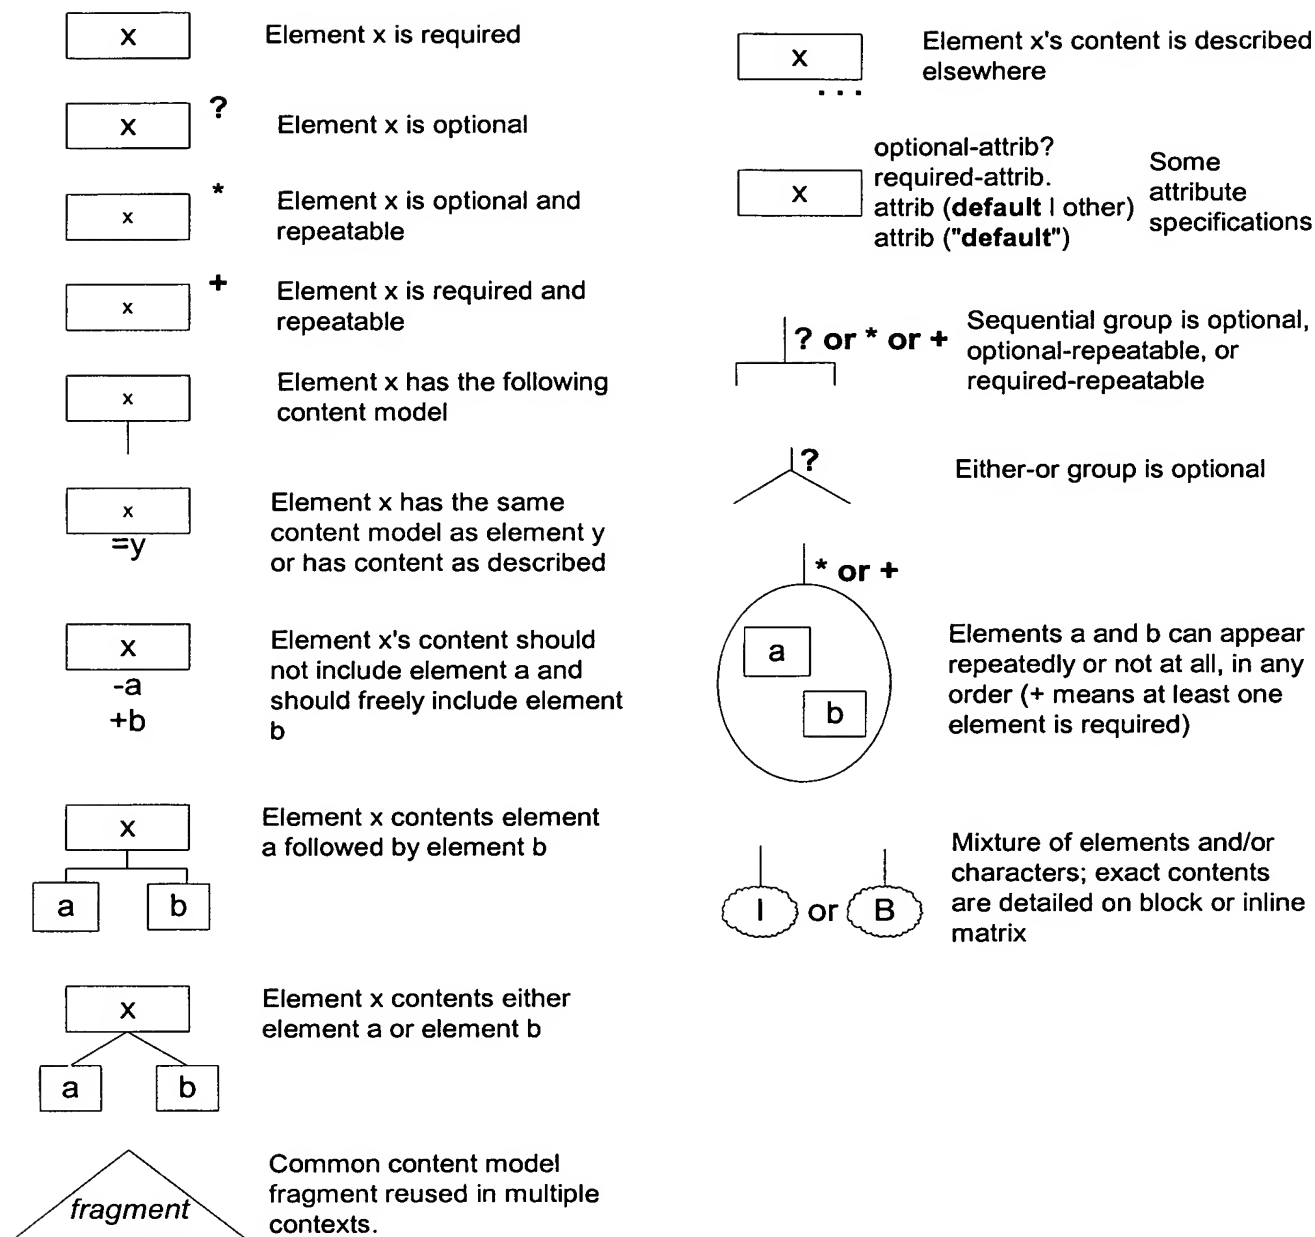 x
Element x is required
x
?
Element x is optional
x
*
Element x is optional and
repeatable
x
+
Element x is required and
repeatable
x
Element x has the following
content model
x
=y
Element x has the same
content model as element y
or has content as described
x
-a
+b
Element x's content should
not include element a and
should freely include element
b
x
a
b
Element x contents element
a followed by element b
x
a
b
Element x contents either
element a or element b
fragment
Common content model
fragment reused in multiple
contexts.
x
...
Element x's content is described
elsewhere
x
optional-attrib?
required-attrib.
attrib (default | other)
attrib ("default")
Some
attribute
specifications
? or * or +
Sequential group is optional,
optional-repeatable, or
required-repeatable
?
Either-or group is optional
* or +
a
b
Elements a and b can appear
repeatedly or not at all, in any
order (+ means at least one
element is required)
I or B
Mixture of elements and/or
characters; exact contents
are detailed on block or inline
matrix